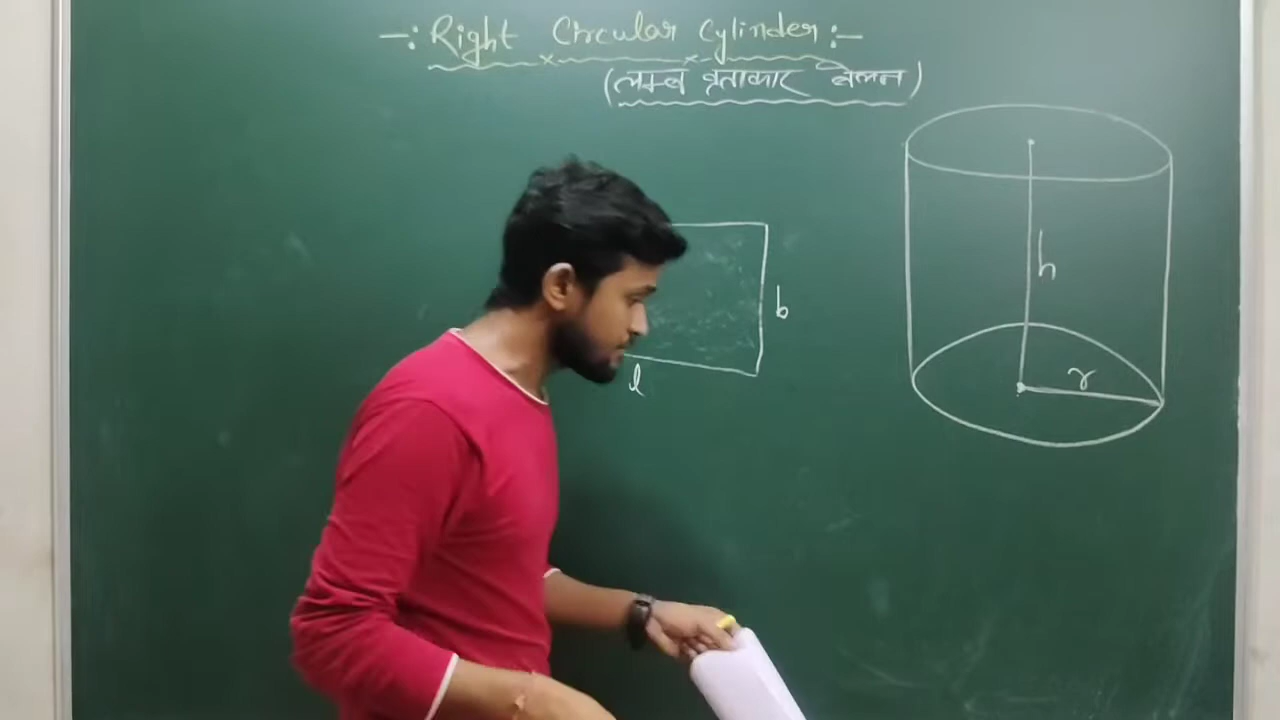 -: Right Circular Cylinder :-
(लम्ब वृताकार बेलन)
h
b
r
l